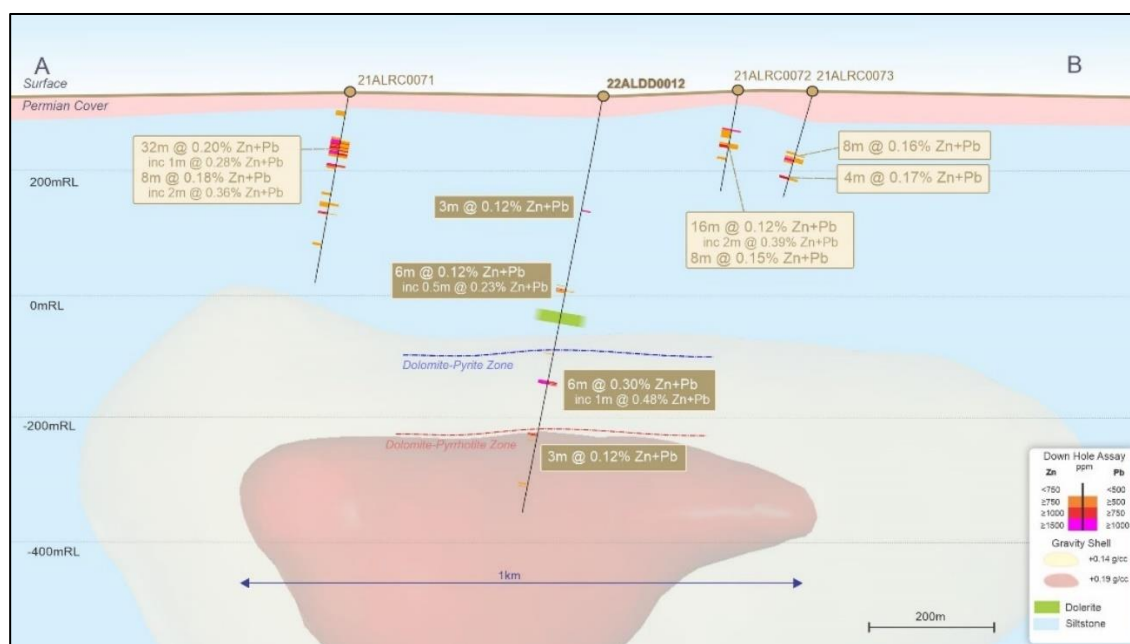 A
B
Surface
Permian Cover
21ALRC0071
22ALDD0012
21ALRC0072 21ALRC0073
32m @ 0.20% Zn+Pb
inc 1m @ 0.28% Zn+Pb
8m @ 0.18% Zn+Pb
inc 2m @ 0.36% Zn+Pb
8m @ 0.16% Zn+Pb
4m @ 0.17% Zn+Pb
200mRL
3m @ 0.12% Zn+Pb
16m @ 0.12% Zn+Pb
inc 2m @ 0.39% Zn+Pb
8m @ 0.15% Zn+Pb
6m @ 0.12% Zn+Pb
inc 0.5m @ 0.23% Zn+Pb
0mRL
Dolomite-Pyrite Zone
6m @ 0.30% Zn+Pb
inc 1m @ 0.48% Zn+Pb
-200mRL
Dolomite-Pyrrhotite Zone
3m @ 0.12% Zn+Pb
-400mRL
1km
200m
Down Hole Assay
Zn ppm Pb
<750 <500
≥750 ≥500
≥1000 ≥750
≥1500 ≥1000
Gravity Shell
+0.14 g/cc
+0.19 g/cc
Dolerite
Siltstone